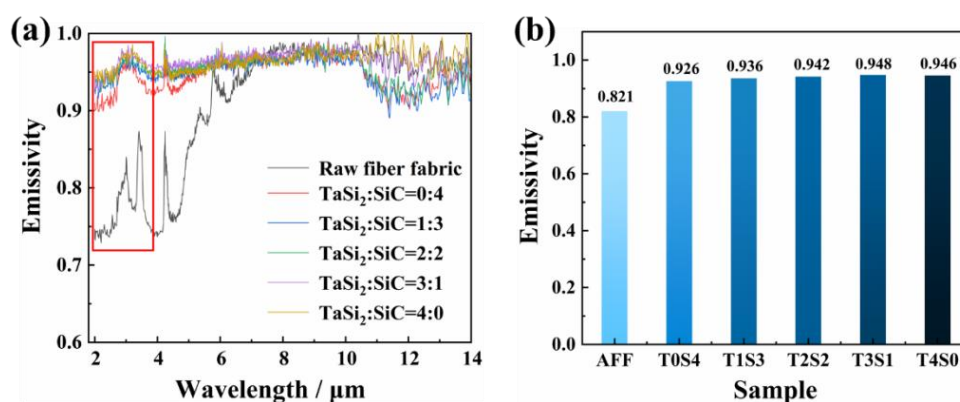 (a)
1.0
0.9
0.8
0.7
0.6
Emissivity
Raw fiber fabric
TaSi₂:SiC=0:4
TaSi₂:SiC=1:3
TaSi₂:SiC=2:2
TaSi₂:SiC=3:1
TaSi₂:SiC=4:0
2 4 6 8 10 12 14
Wavelength / μm
(b)
1.0
0.8
0.6
0.4
0.2
0.0
Emissivity
0.821 0.926 0.936 0.942 0.948 0.946
AFF T0S4 T1S3 T2S2 T3S1 T4S0
Sample